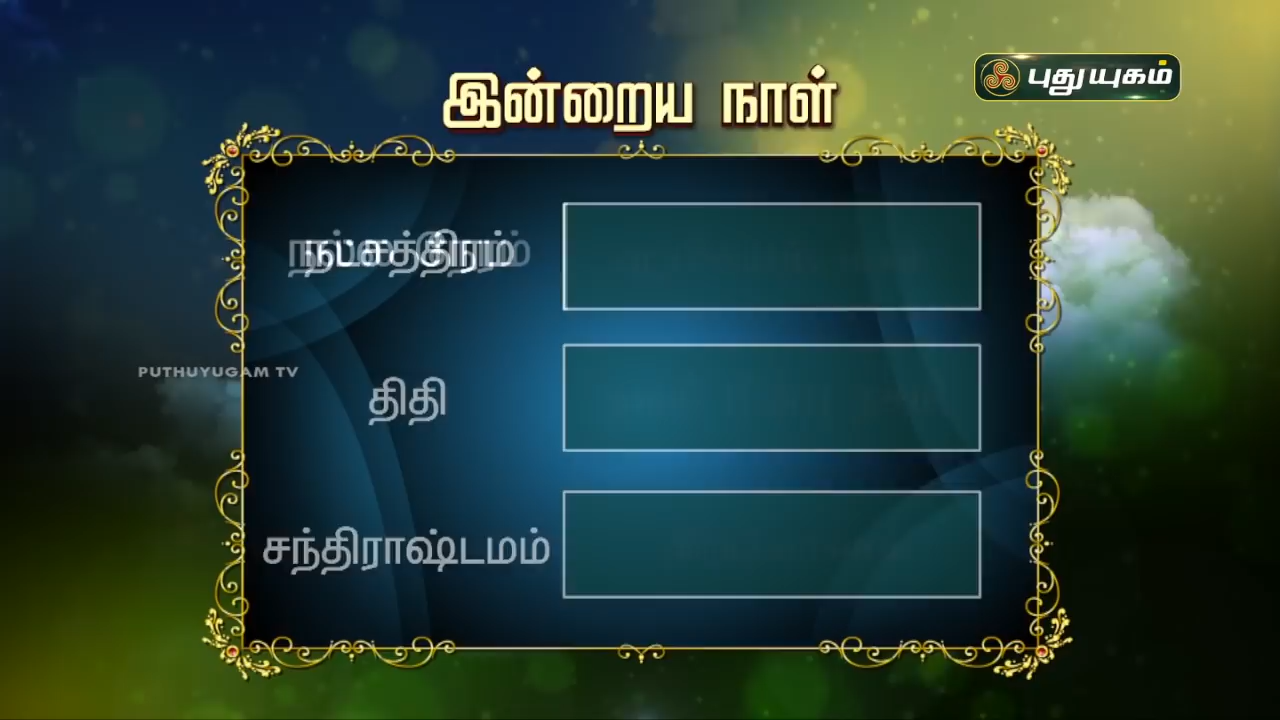 இன்றைய நாள்
புதுயுகம்
நட்சத்திரம்
PUTHUYUGAM TV
திதி
சந்திராஷ்டமம்